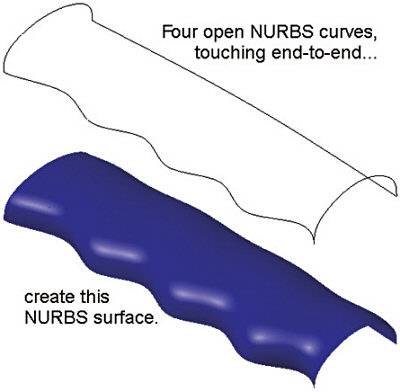 Four open NURBS curves,
touching end-to-end...
create this
NURBS surface.